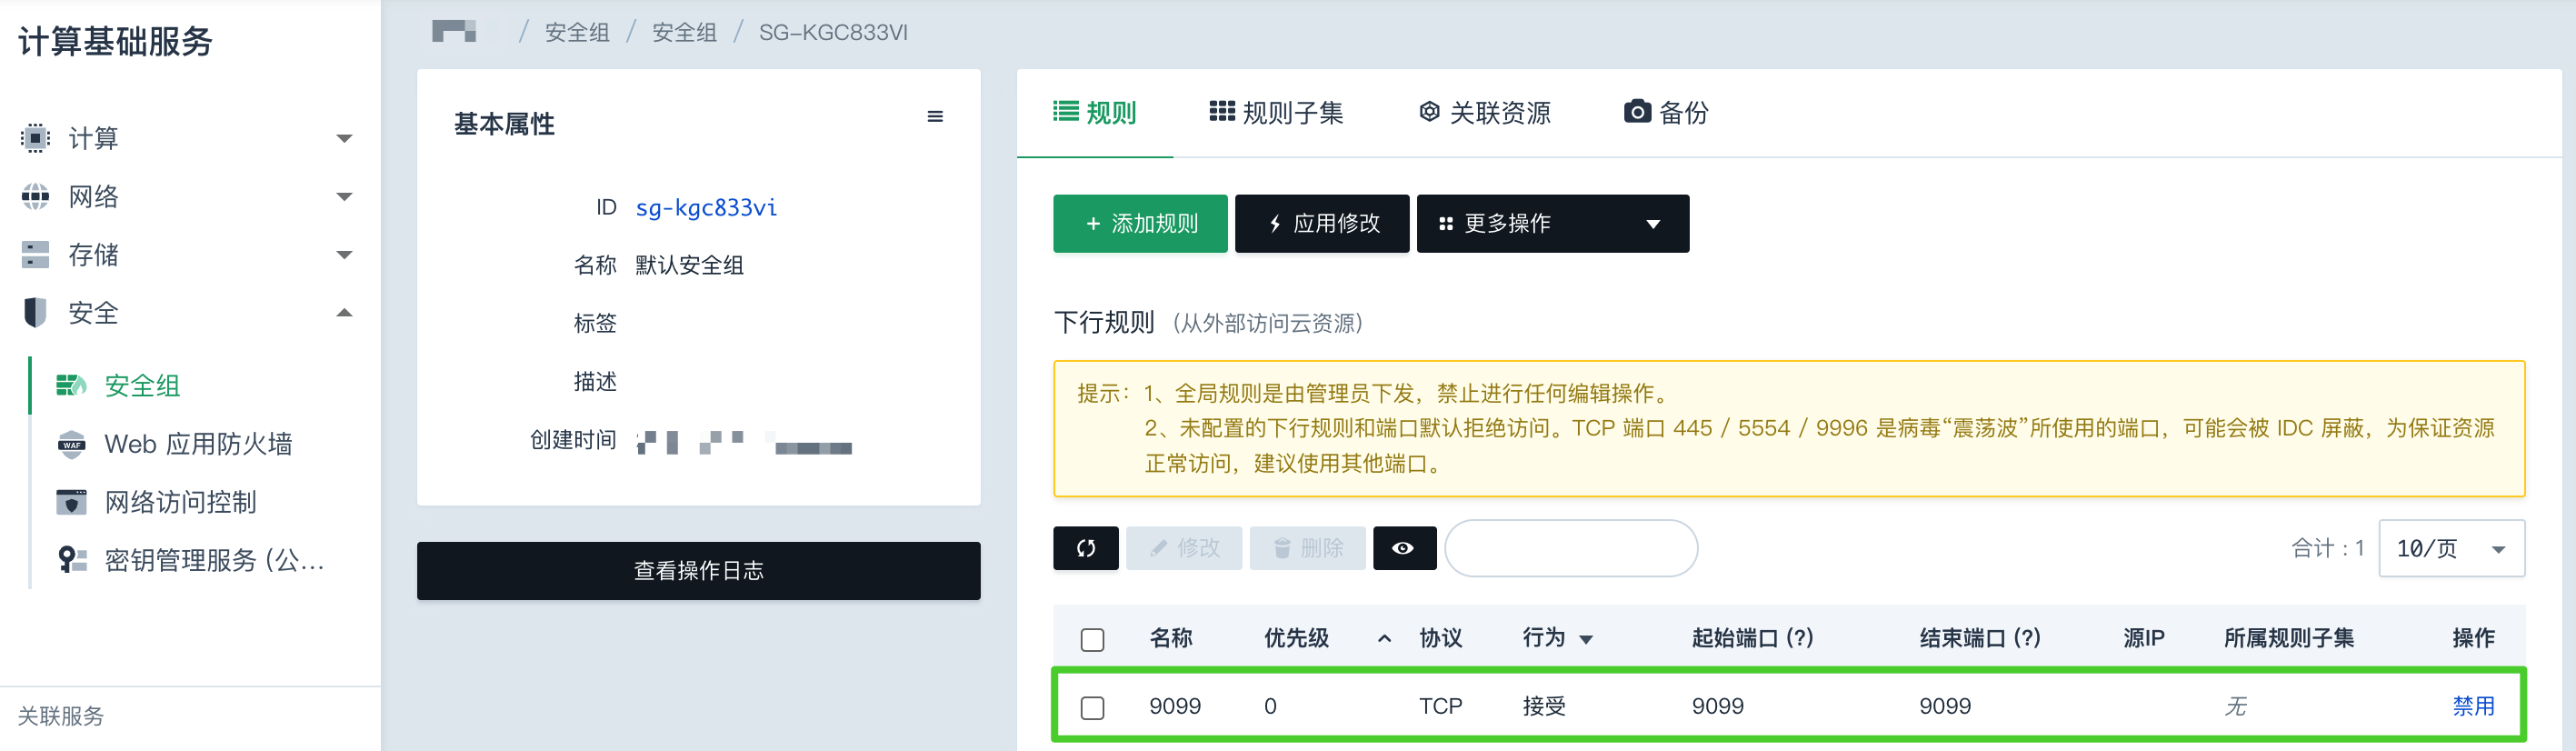 计算基础服务
计算
网络
存储
安全
安全组
WAF
Web 应用防火墙
网络访问控制
密钥管理服务 (公...
关联服务
/ 安全组 / 安全组 / SG-KGC833VI
基本属性
ID sg-kgc833vi
名称 默认安全组
标签
描述
创建时间
查看操作日志
规则 规则子集 关联资源 备份
+ 添加规则 应用修改 更多操作
下行规则 (从外部访问云资源)
提示：1、全局规则是由管理员下发，禁止进行任何编辑操作。
2、未配置的下行规则和端口默认拒绝访问。TCP 端口 445 / 5554 / 9996 是病毒“震荡波”所使用的端口，可能会被 IDC 屏蔽，为保证资源
正常访问，建议使用其他端口。
修改 删除 合计 : 1 10/页
名称 优先级 协议 行为 起始端口 (?) 结束端口 (?) 源IP 所属规则子集 操作
9099 0 TCP 接受 9099 9099 无 禁用